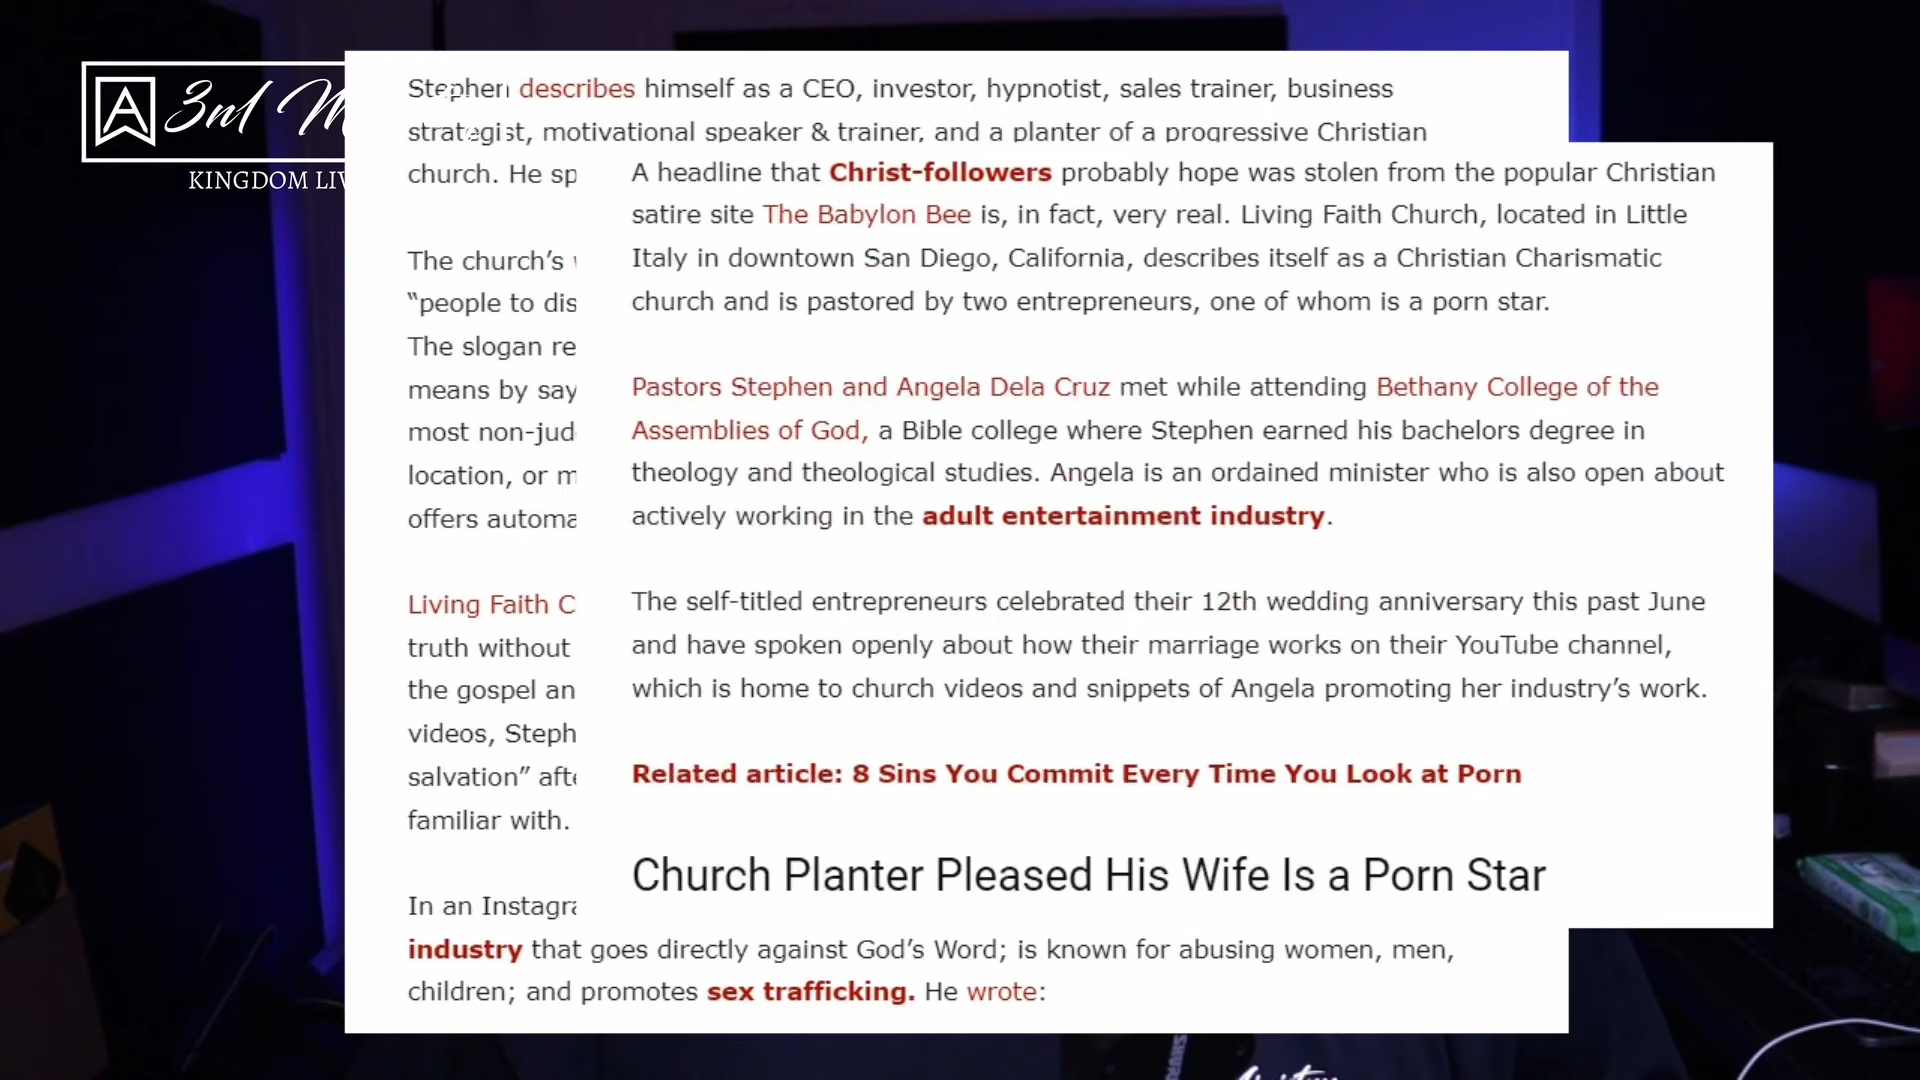 3n1 M
KINGDOM LIV
Stephen describes himself as a CEO, investor, hypnotist, sales trainer, business
strategist, motivational speaker & trainer, and a planter of a progressive Christian
church. He sp
The church's
“people to dis
The slogan re
means by say
most non-jud
location, or m
offers automa
Living Faith C
truth without
the gospel an
videos, Steph
salvation” afte
familiar with.
In an Instagra
industry that goes directly against God's Word; is known for abusing women, men,
children; and promotes sex trafficking. He wrote:
A headline that Christ-followers probably hope was stolen from the popular Christian
satire site The Babylon Bee is, in fact, very real. Living Faith Church, located in Little
Italy in downtown San Diego, California, describes itself as a Christian Charismatic
church and is pastored by two entrepreneurs, one of whom is a porn star.
Pastors Stephen and Angela Dela Cruz met while attending Bethany College of the
Assemblies of God, a Bible college where Stephen earned his bachelors degree in
theology and theological studies. Angela is an ordained minister who is also open about
actively working in the adult entertainment industry.
The self-titled entrepreneurs celebrated their 12th wedding anniversary this past June
and have spoken openly about how their marriage works on their YouTube channel,
which is home to church videos and snippets of Angela promoting her industry's work.
Related article: 8 Sins You Commit Every Time You Look at Porn
Church Planter Pleased His Wife Is a Porn Star